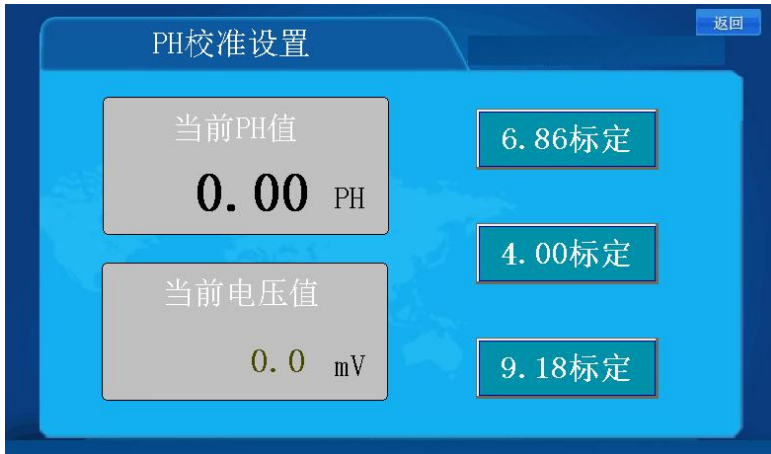 返回
PH校准设置
当前PH值
0.00 PH
当前电压值
0.0 mV
6.86标定
4.00标定
9.18标定